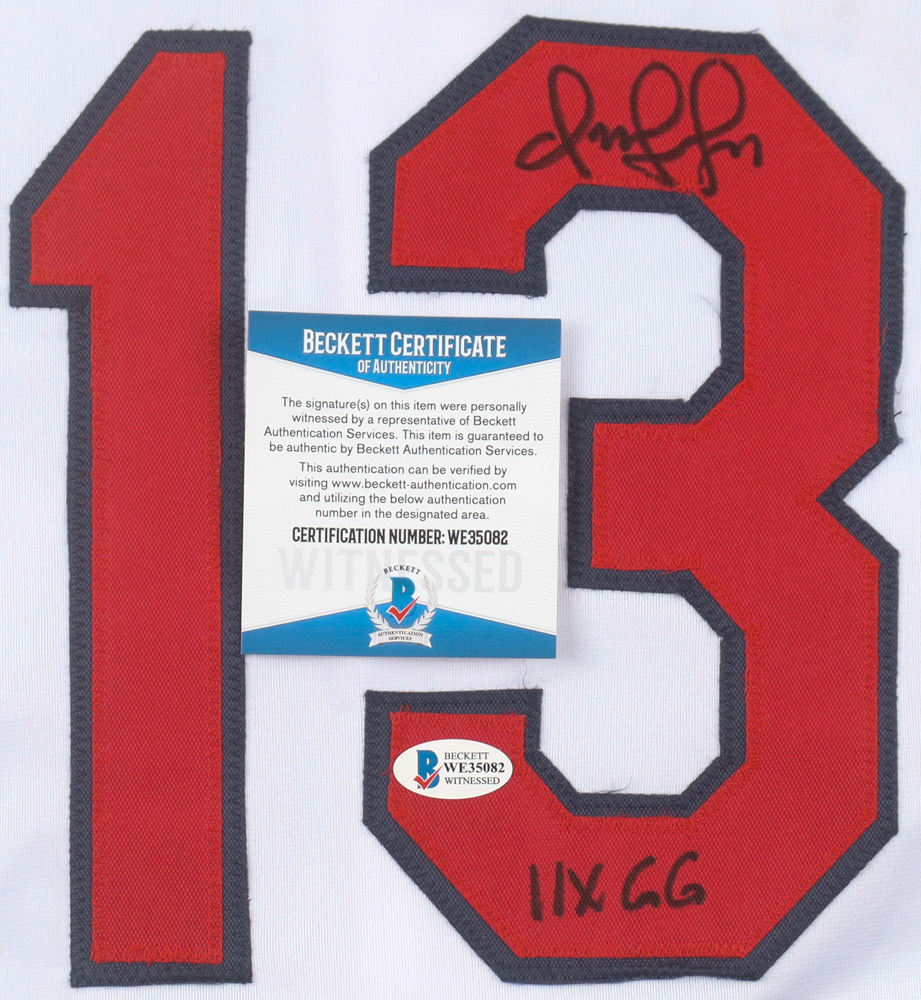 13
BECKETT CERTIFICATE
OF AUTHENTICITY
The signature(s) on this item were personally
witnessed by a representative of Beckett
Authentication Services. This item is guaranteed to
be authentic by Beckett Authentication Services.
This authentication can be verified by
visiting www.beckett-authentication.com
and utilizing the below authentication
number in the designated area.
CERTIFICATION NUMBER: WE35082
WITNESSED
BECKETT
B
AUTHENTICATION
SERVICES
B
BECKETT
WE35082
WITNESSED
11X GG